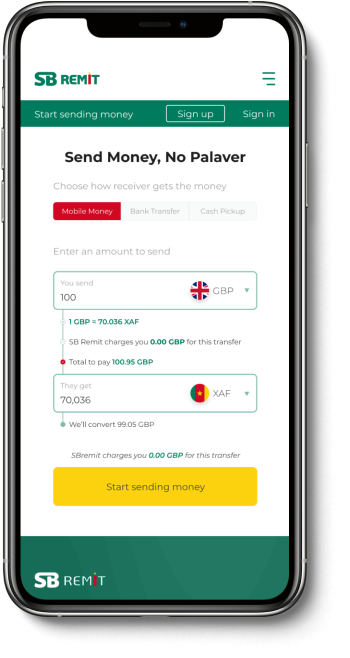 SB REMIT
Start sending money Sign up Sign in
Send Money, No Palaver
Choose how receiver gets the money
Mobile Money Bank Transfer Cash Pickup
Enter an amount to send
You send
100 GBP
1 GBP = 70.036 XAF
SB Remit charges you 0.00 GBP for this transfer
Total to pay 100.95 GBP
They get
70,036 XAF
We'll convert 99.05 GBP
SBremit charges you 0.00 GBP for this transfer
Start sending money
SB REMIT